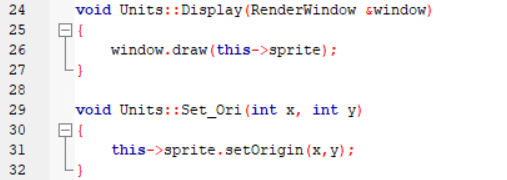 24 void Units::Display(RenderWindow &window)
25 {
26 window.draw(this->sprite);
27 }
28
29 void Units::Set_Ori(int x, int y)
30 {
31 this->sprite.setOrigin(x,y);
32 }